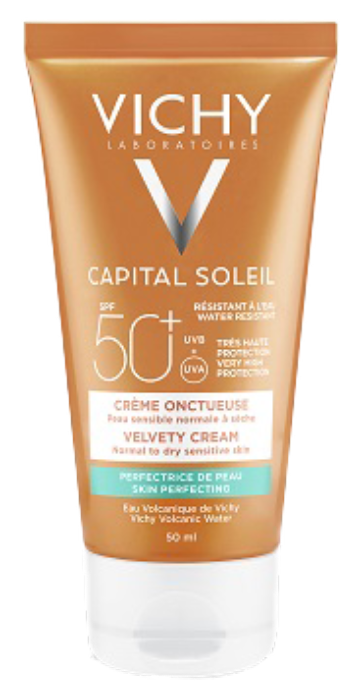 VICHY
LABORATOIRES
V
CAPITAL SOLEIL
SPF
50+
RÉSISTANT À L'EAU
WATER RESISTANT
UVB
+
UVA
TRÈS HAUTE
PROTECTION
VERY HIGH
PROTECTION
CRÈME ONCTUEUSE
Peau sensible normale à sèche
VELVETY CREAM
Normal to dry sensitive skin
PERFECTRICE DE PEAU
SKIN PERFECTING
Eau Volcanique de Vichy
Vichy Volcanic Water
50 ml